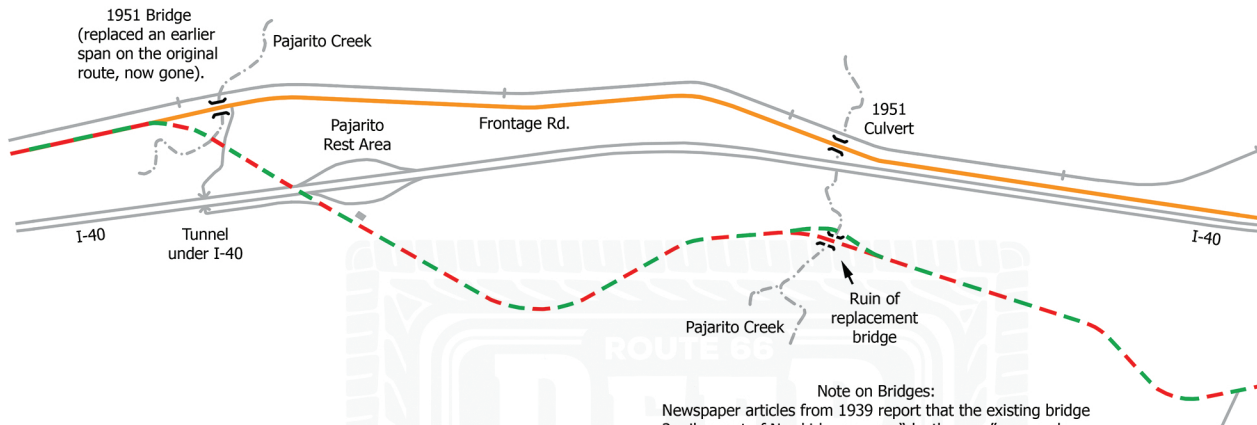 1951 Bridge
(replaced an earlier
span on the original
route, now gone).
Pajarito Creek
Pajarito
Rest Area
Frontage Rd.
1951
Culvert
I-40
Tunnel
under I-40
I-40
Pajarito Creek
Ruin of
replacement
bridge
ROUTE 66
DEEP
Note on Bridges:
Newspaper articles from 1939 report that the existing bridge